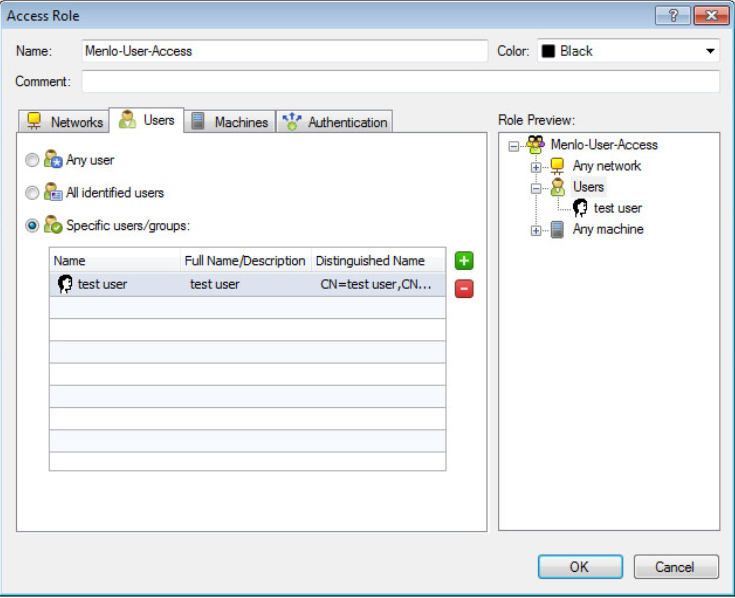 Access Role
Name: Menlo-User-Access Color: Black
Comment:
Networks Users Machines Authentication
Role Preview:
Any user
All identified users
Specific users/groups:
Name Full Name/Description Distinguished Name
test user test user CN=test user,CN...
Menlo-User-Access
Any network
Users
test user
Any machine
OK Cancel